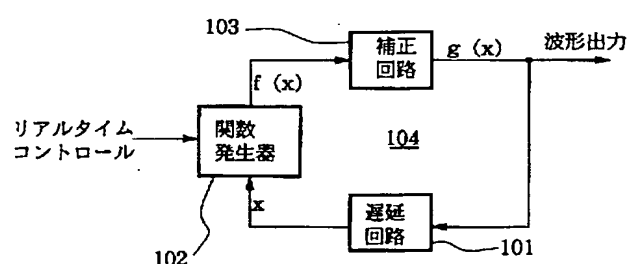 103
補正
回路
g (x)
波形出力
f (x)
リアルタイム
コントロール
関数
発生器
104
x
遅延
回路
101
102